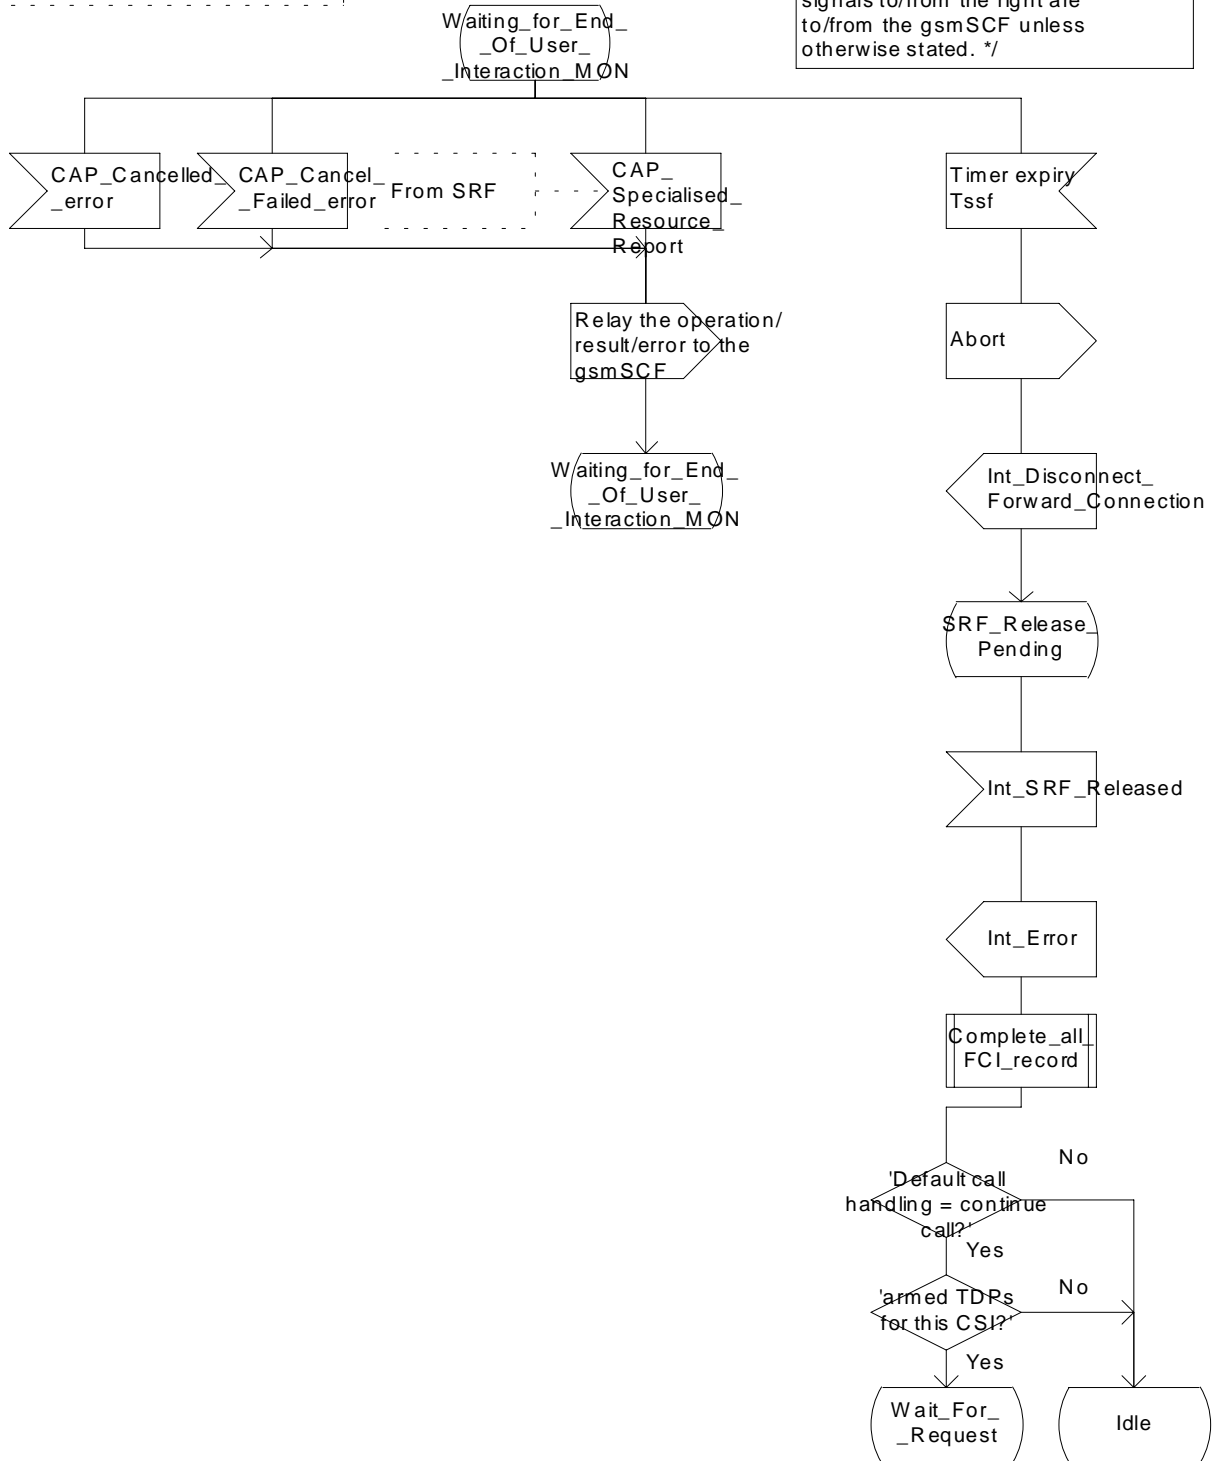 signals to/from the right are
to/from the gsmSCF unless
otherwise stated. */
Waiting_for_End_
_Of_User_
_Interaction_MON
CAP_Cancelled_
_error
CAP_Cancel_
_Failed_error
From SRF
CAP_
Specialised_
Resource_
Report
Timer expiry
Tssf
Relay the operation/
result/error to the
gsmSCF
Abort
Waiting_for_End_
_Of_User_
_Interaction_MON
Int_Disconnect_
Forward_Connection
SRF_Release_
Pending
Int_SRF_Released
Int_Error
Complete_all_
FCI_record
No
'Default call
handling = continue
call?'
Yes
No
'armed TDPs
for this CSI?'
Yes
Wait_For_
_Request
Idle